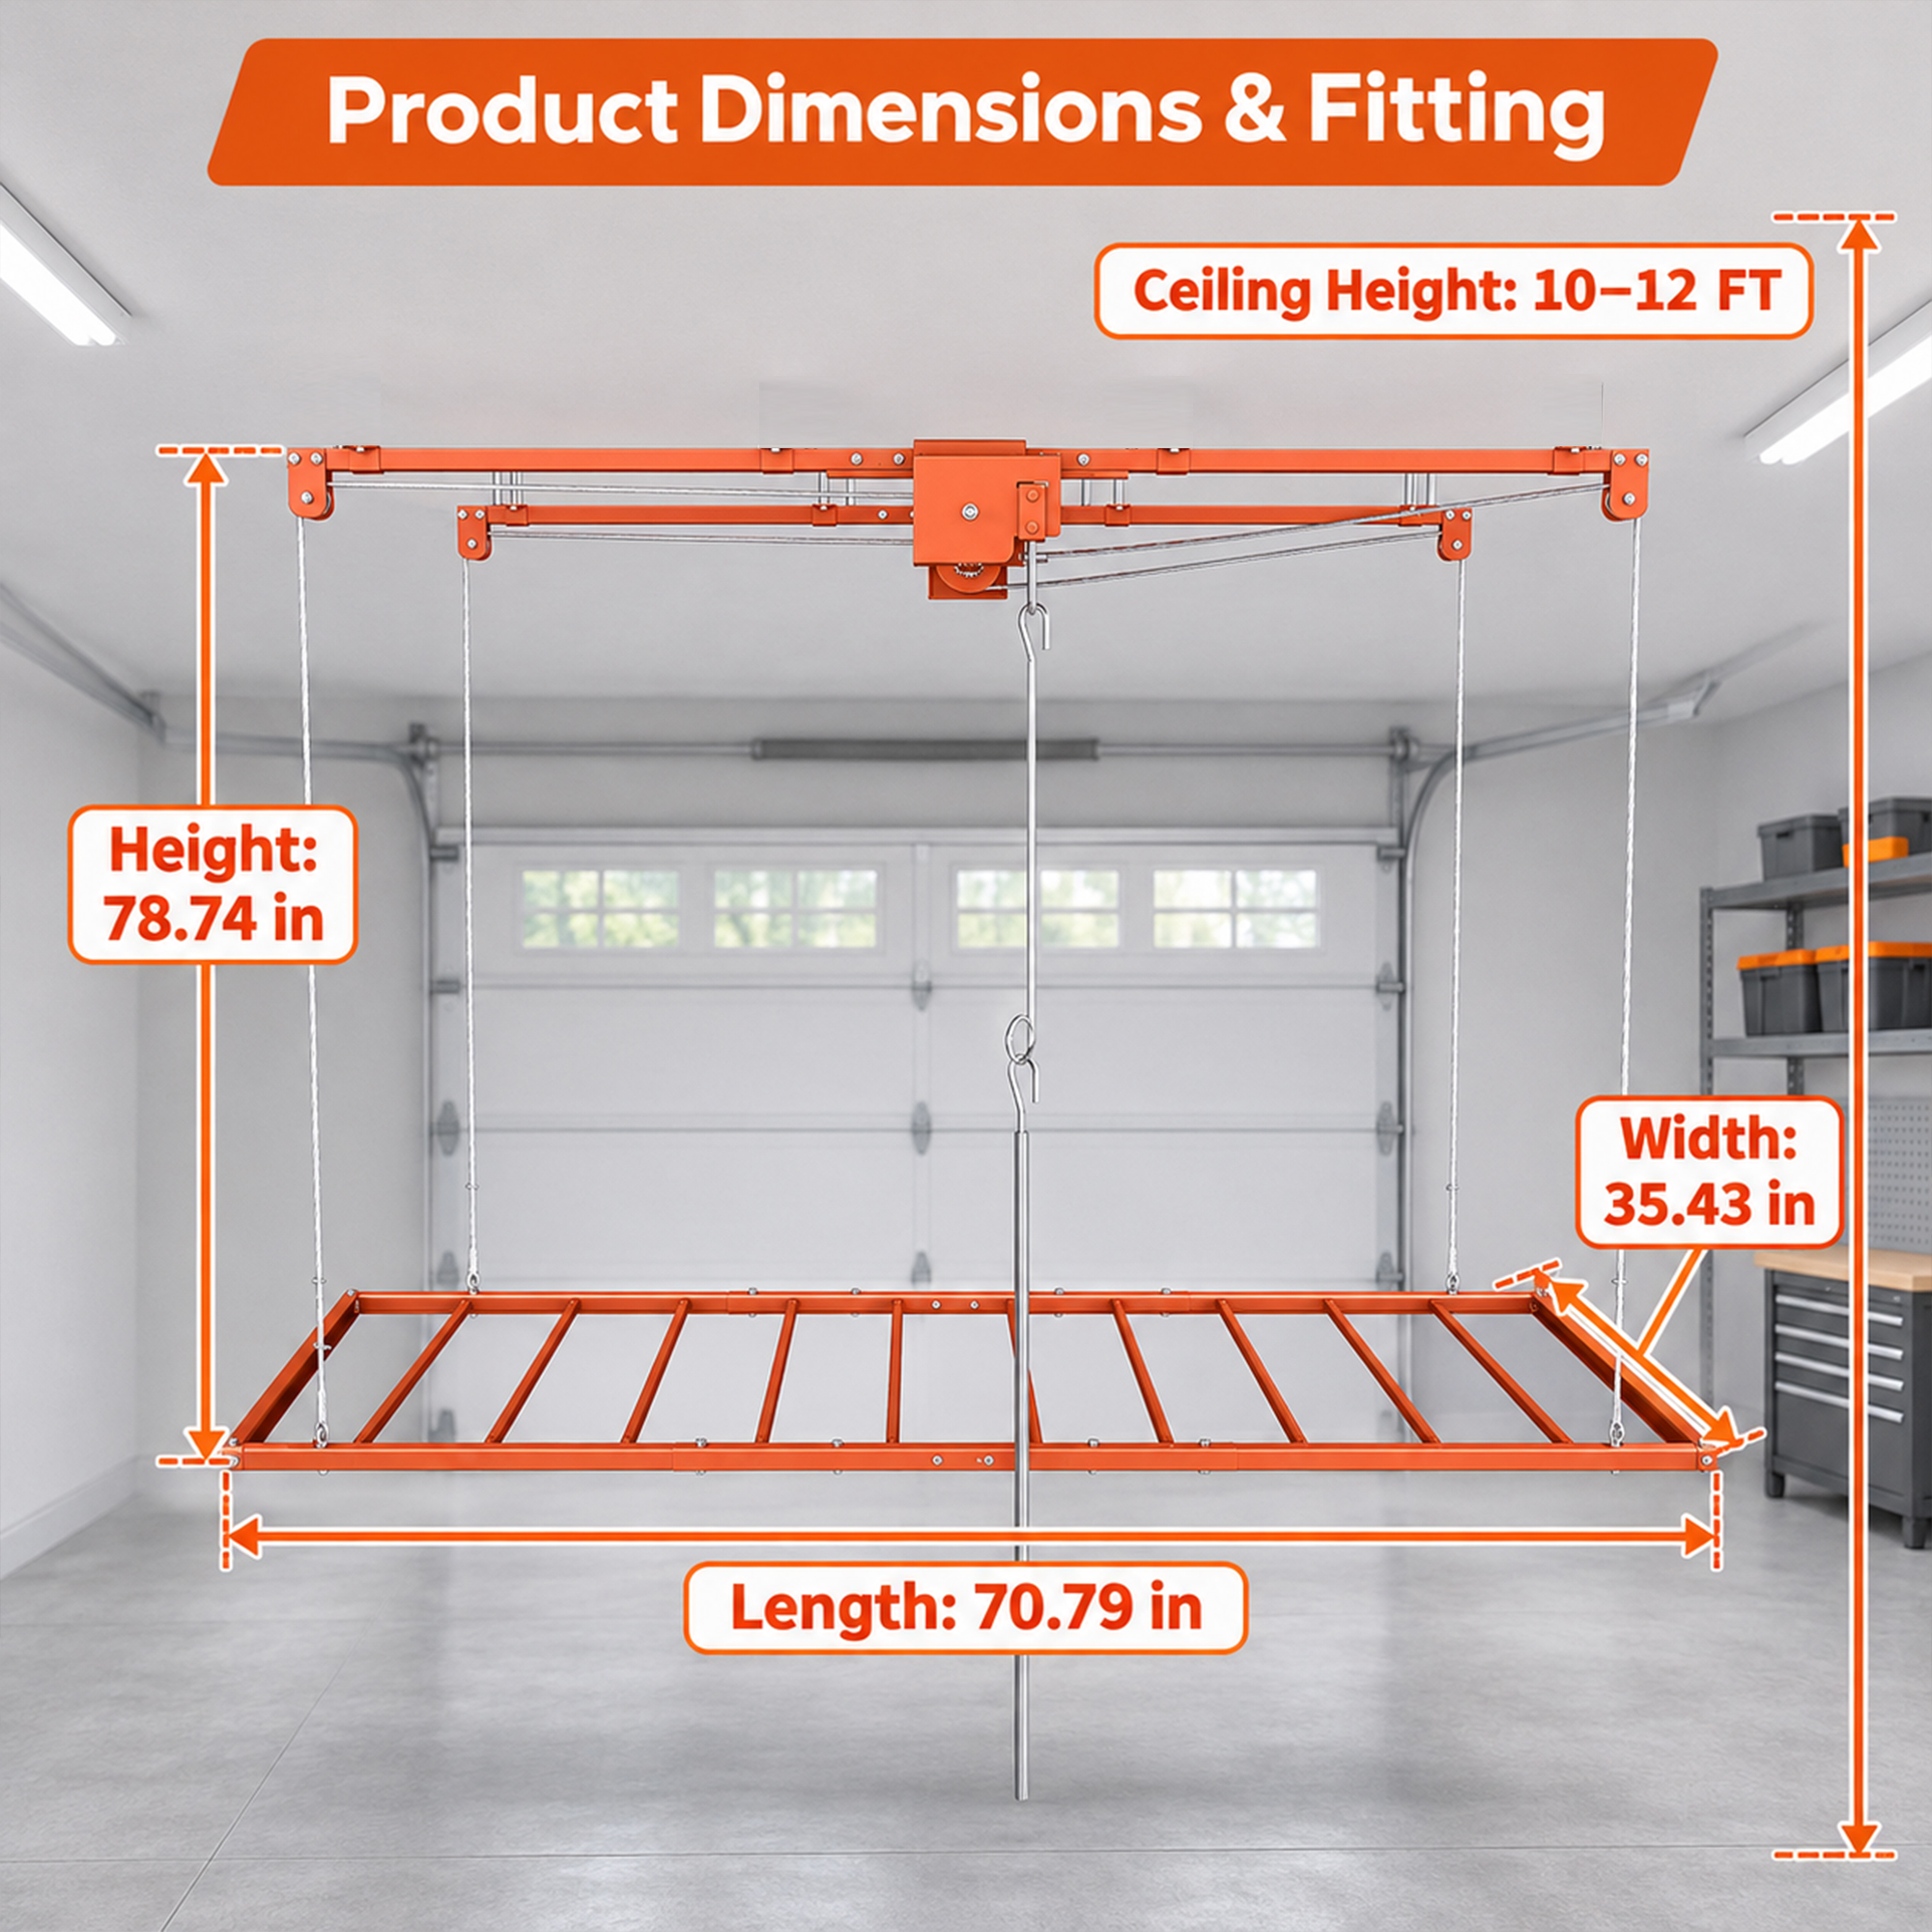 Product Dimensions & Fitting
Ceiling Height: 10–12 FT
Height:
78.74 in
Width:
35.43 in
Length: 70.79 in